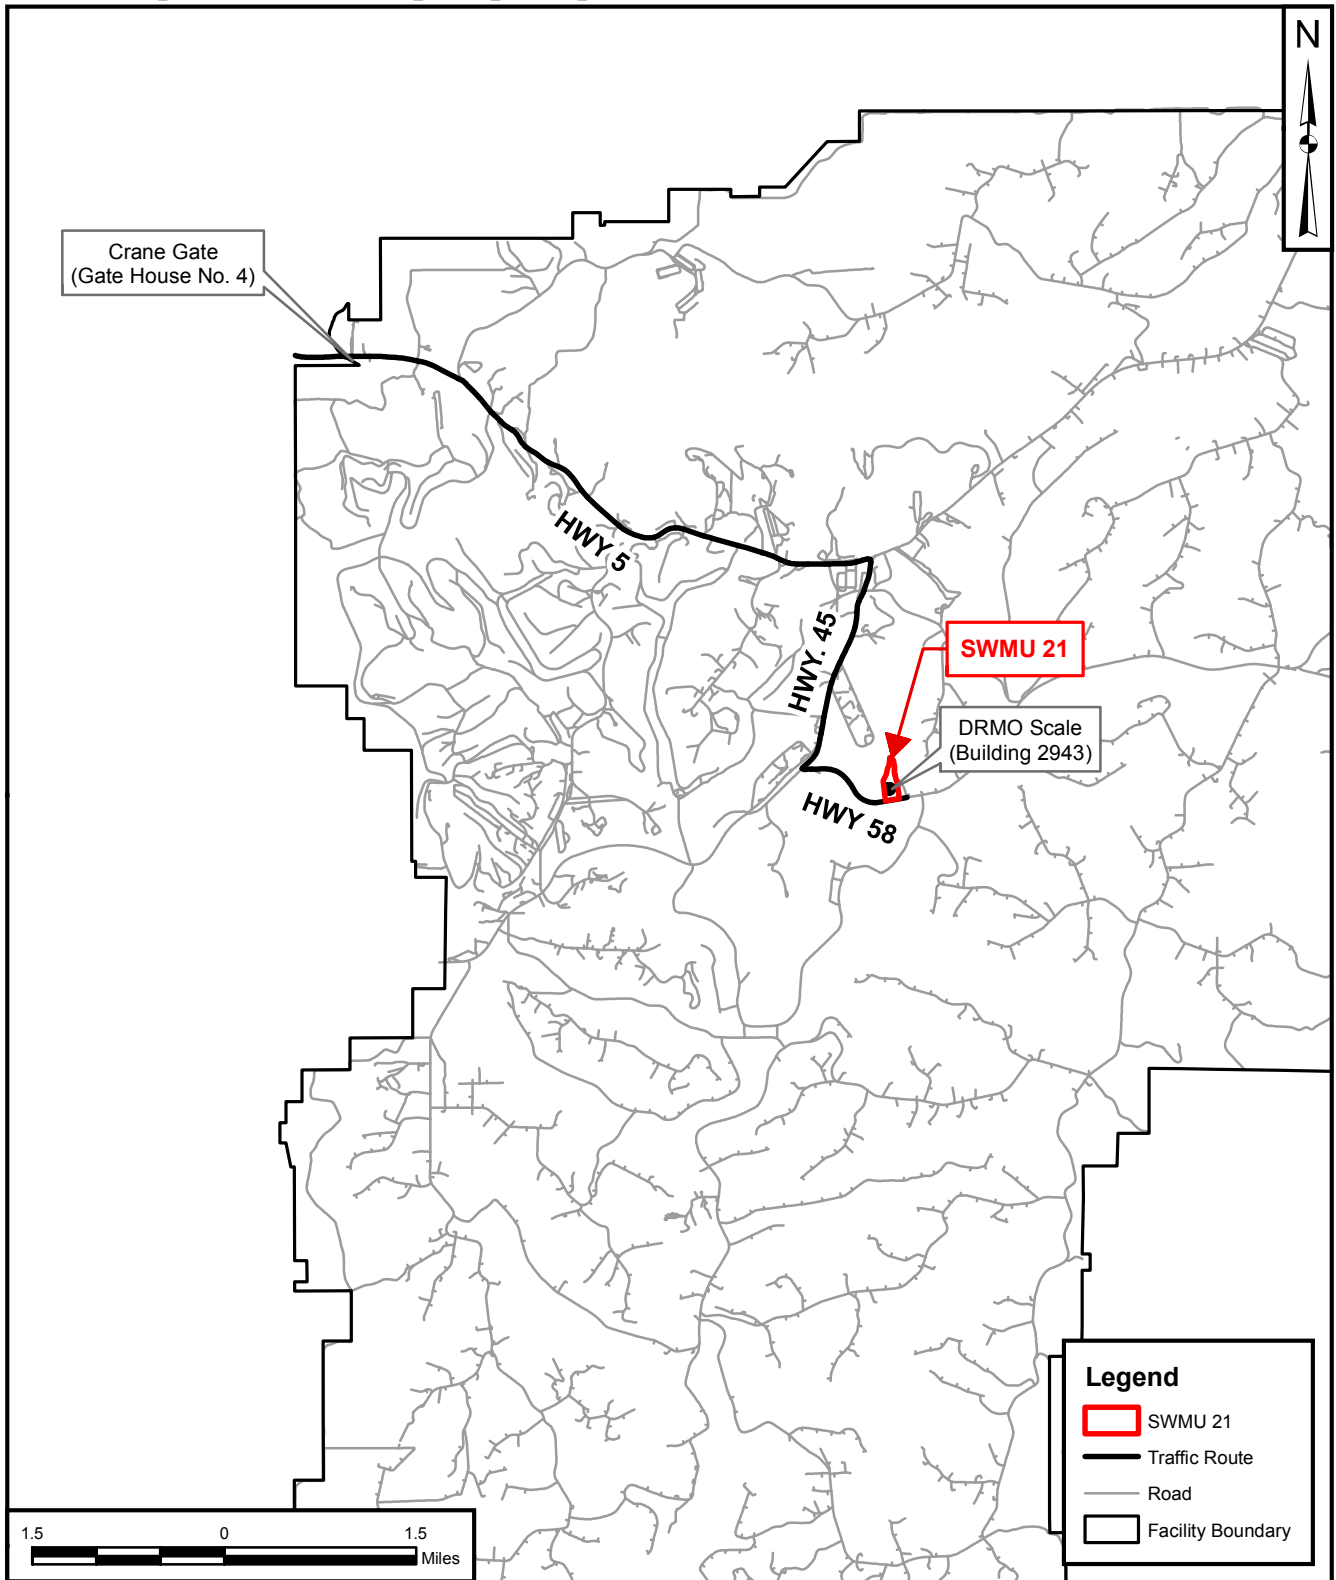 N
Crane Gate
(Gate House No. 4)
HWY 5
HWY. 45
SWMU 21
DRMO Scale
(Building 2943)
HWY 58
Legend
SWMU 21
Traffic Route
Road
Facility Boundary
1.5 0 1.5
Miles